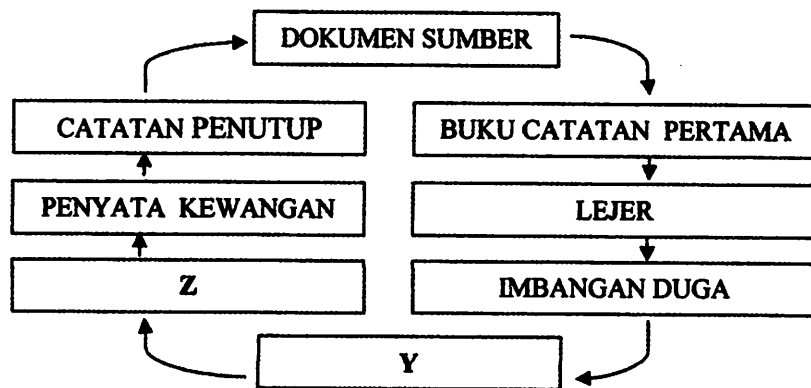 DOKUMEN SUMBER
CATATAN PENUTUP
BUKU CATATAN PERTAMA
PENYATA KEWANGAN
LEJER
Z
IMBANGAN DUGA
Y